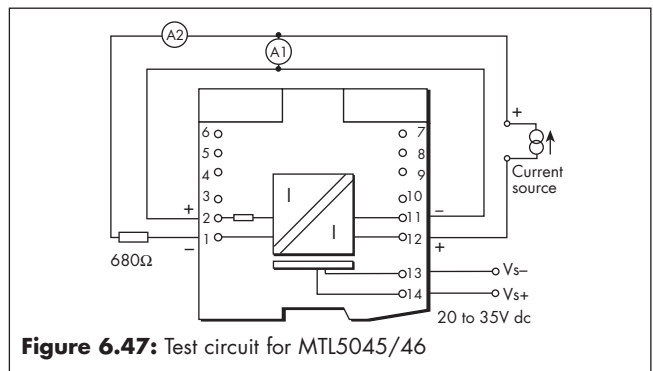 A2
A1
+
6
7
5
8
4
9
Current
source
3
10
I
+
2
11
–
I
1
12
–
+
680Ω
13
Vs–
14
Vs+
20 to 35V dc
Figure 6.47: Test circuit for MTL5045/46